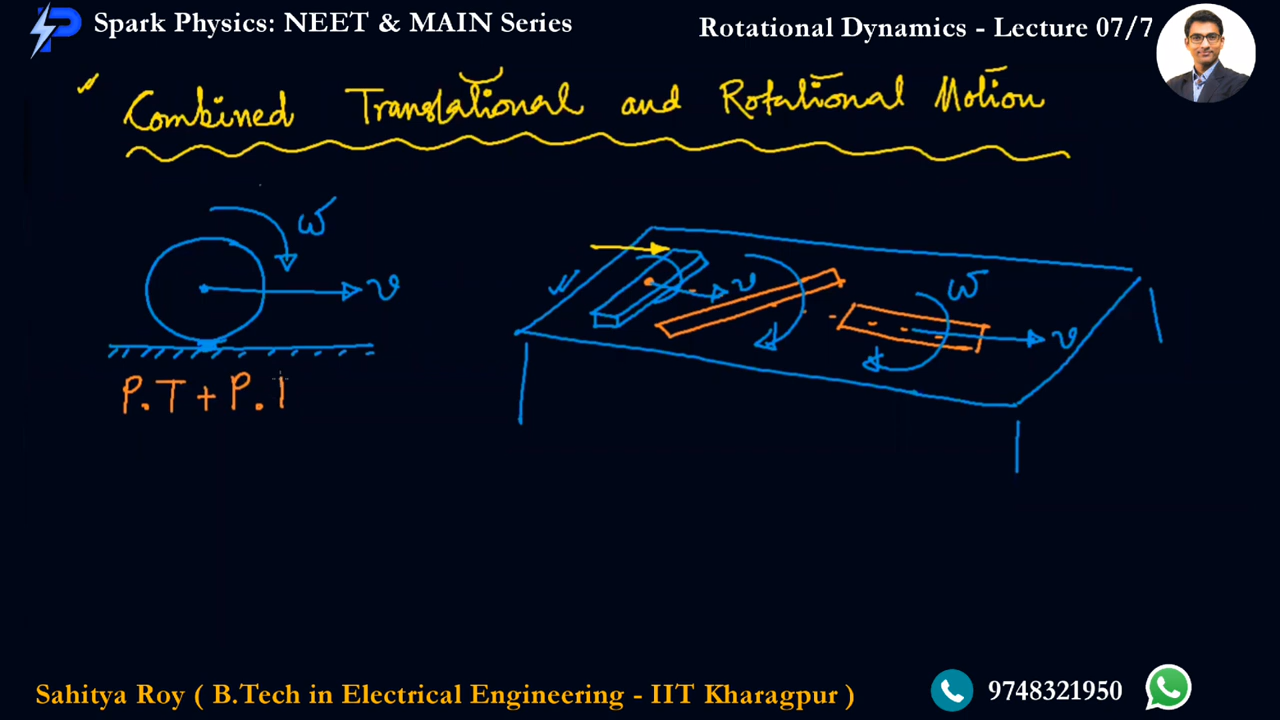 Spark Physics: NEET & MAIN Series
Rotational Dynamics - Lecture 07/7
Combined Translational and Rotational Motion
ω
v
P.T + P.
v
ω
v
Sahitya Roy ( B.Tech in Electrical Engineering - IIT Kharagpur )
9748321950